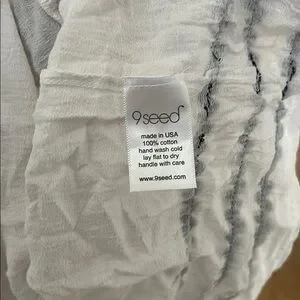 9seed
made in USA
100% cotton
hand wash cold
lay flat to dry
handle with care
www.9seed.com